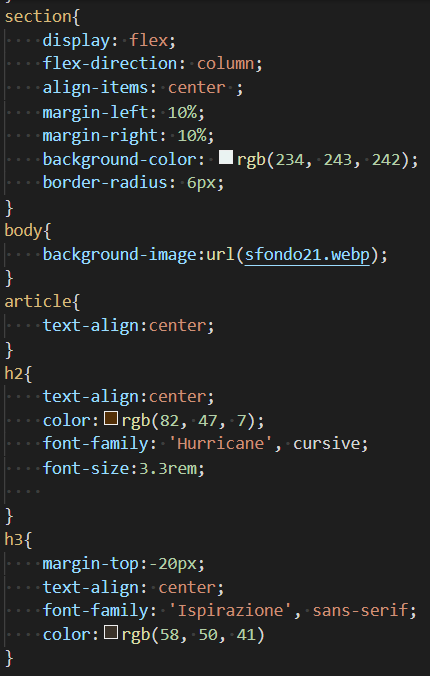 section{
display: flex;
flex-direction: column;
align-items: center ;
margin-left: 10%;
margin-right: 10%;
background-color: rgb(234, 243, 242);
border-radius: 6px;
}
body{
background-image:url(sfondo21.webp);
}
article{
text-align:center;
}
h2{
text-align:center;
color: rgb(82, 47, 7);
font-family: 'Hurricane', cursive;
font-size:3.3rem;
}
h3{
margin-top:-20px;
text-align: center;
font-family: 'Ispirazione', sans-serif;
color: rgb(58, 50, 41)
}